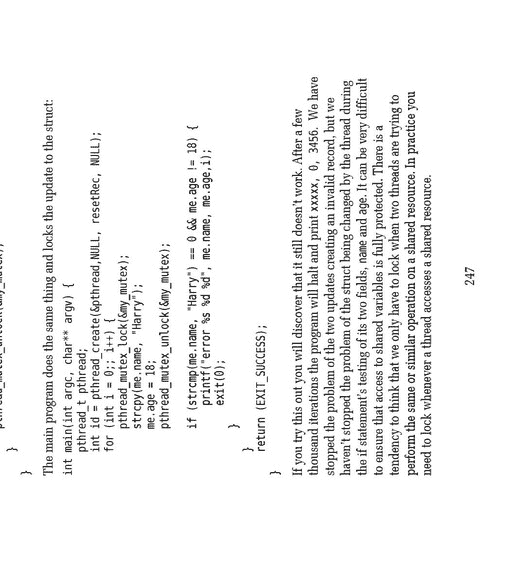 pthread_mutex_unlock(&my_mutex);
}
}
The main program does the same thing and locks the update to the struct:
int main(int argc, char** argv) {
pthread_t pthread;
int id = pthread_create(&pthread,NULL, resetRec, NULL);
for (int i = 0;; i++) {
pthread_mutex_lock(&my_mutex);
strcpy(me.name, "Harry");
me.age = 18;
pthread_mutex_unlock(&my_mutex);
if (strcmp(me.name, "Harry") == 0 && me.age != 18) {
printf("error %s %d %d", me.name, me.age,i);
exit(0);
}
}
return (EXIT_SUCCESS);
}
If you try this out you will discover that it still doesn't work. After a few
thousand iterations the program will halt and print xxxxx, 0, 3456. We have
stopped the problem of the two updates creating an invalid record, but we
haven't stopped the problem of the struct being changed by the thread during
the if statement's testing of its two fields, name and age. It can be very difficult
to ensure that access to shared variables is fully protected. There is a
tendency to think that we only have to lock when two threads are trying to
perform the same or similar operation on a shared resource. In practice you
need to lock whenever a thread accesses a shared resource.
247